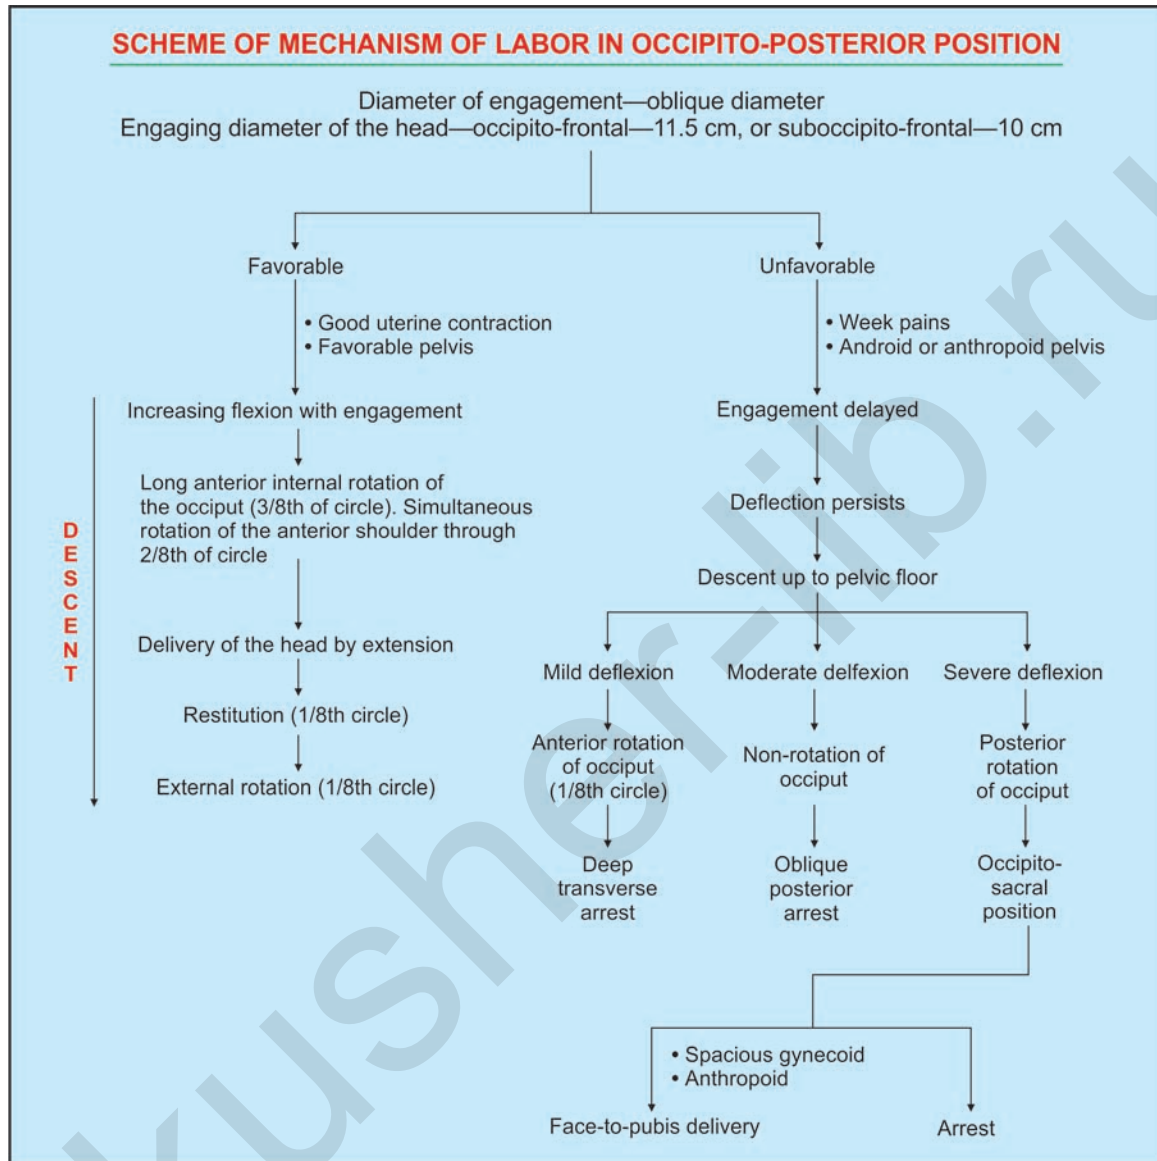 SCHEME OF MECHANISM OF LABOR IN OCCIPITO-POSTERIOR POSITION
Diameter of engagement—oblique diameter
Engaging diameter of the head—occipito-frontal—11.5 cm, or suboccipito-frontal—10 cm
Favorable
• Good uterine contraction
• Favorable pelvis
DESCENT
Increasing flexion with engagement
Long anterior internal rotation of
the occiput (3/8th of circle). Simultaneous
rotation of the anterior shoulder through
2/8th of circle
Delivery of the head by extension
Restitution (1/8th circle)
External rotation (1/8th circle)
Unfavorable
• Week pains
• Android or anthropoid pelvis
Engagement delayed
Deflection persists
Descent up to pelvic floor
Mild deflexion
Anterior rotation
of occiput
(1/8th circle)
Deep
transverse
arrest
Moderate delfexion
Non-rotation of
occiput
Oblique
posterior
arrest
Severe deflexion
Posterior
rotation
of occiput
Occipito-
sacral
position
• Spacious gynecoid
• Anthropoid
Face-to-pubis delivery
Arrest
kusher-lib.ru